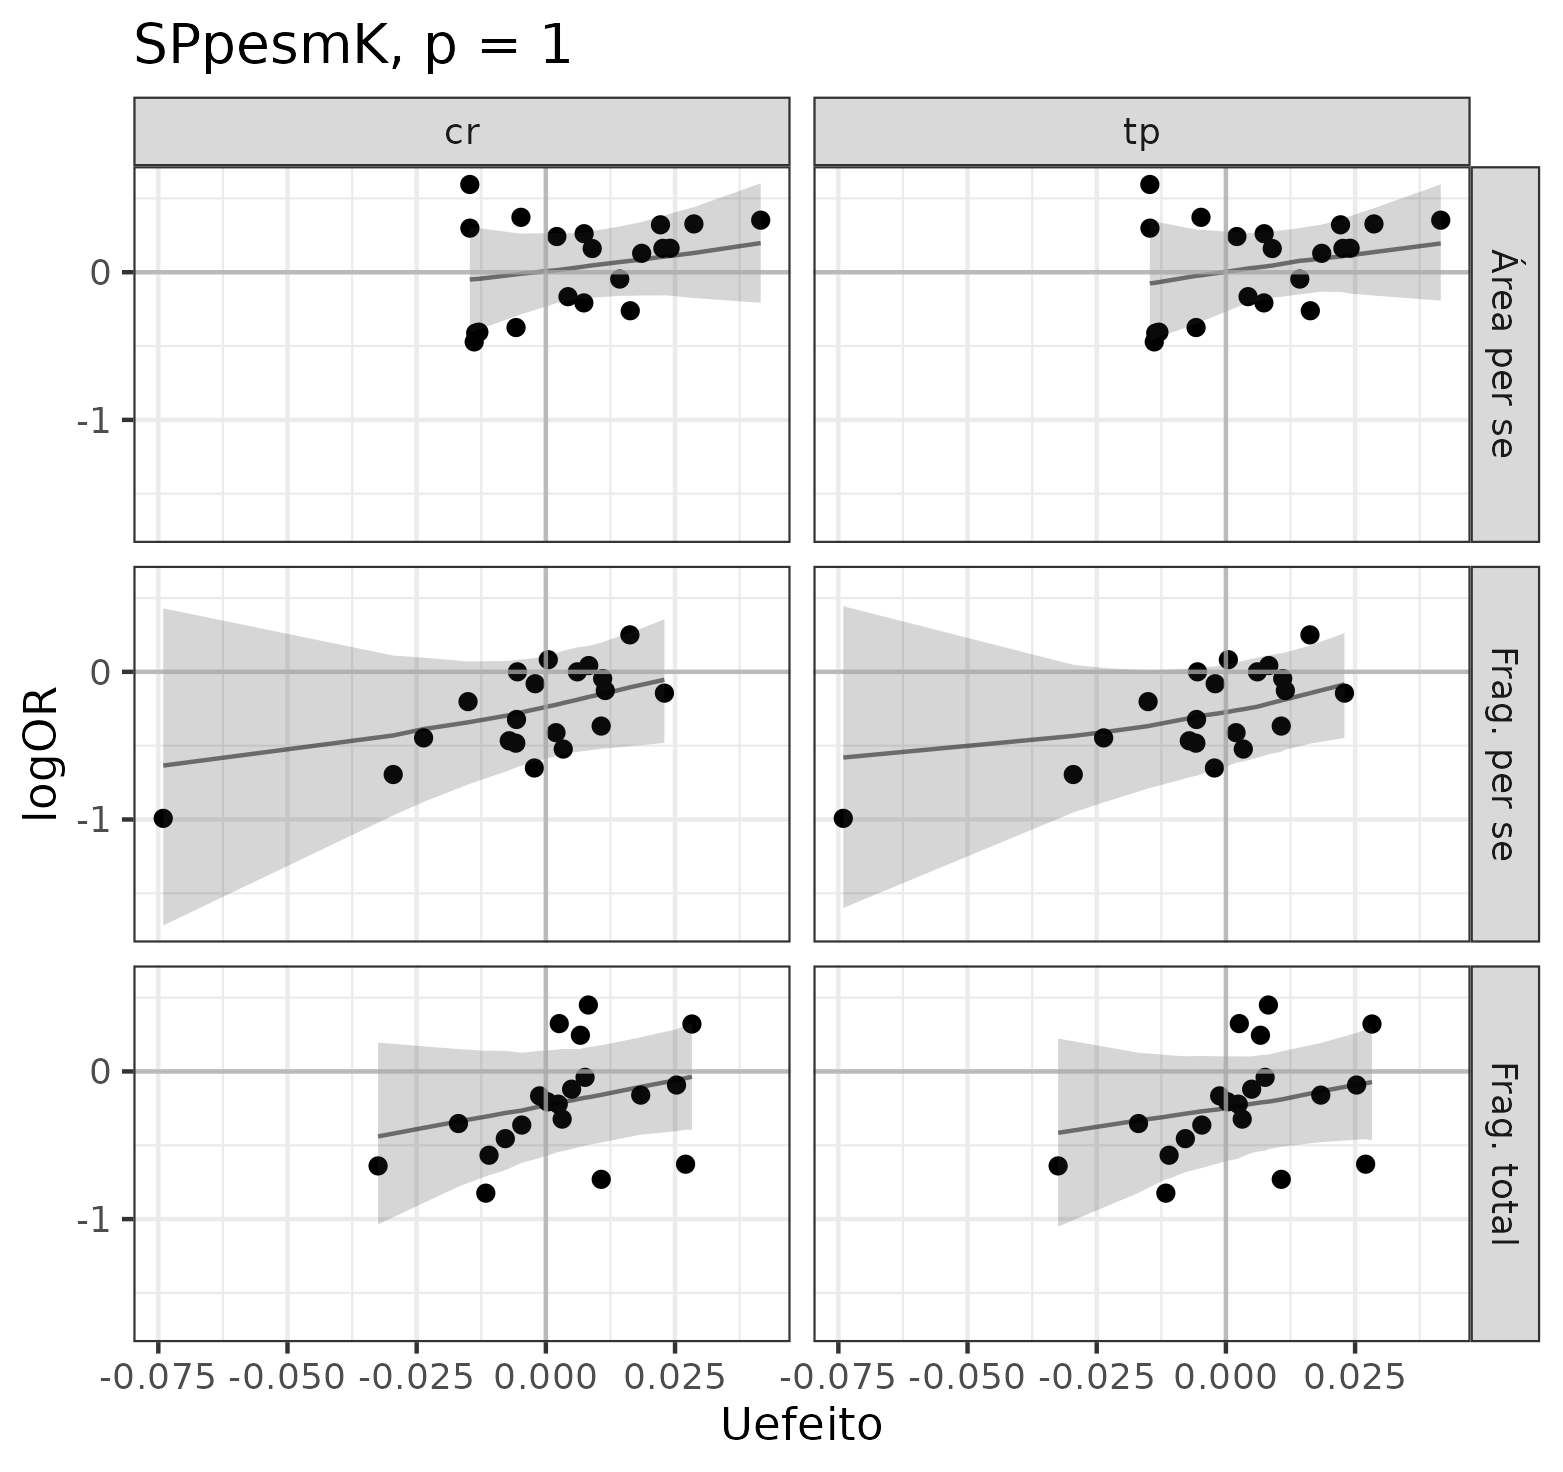 SPpesmK, p = 1
cr
tp
0
-1
Área per se
0
-1
Frag. per se
logOR
0
-1
Frag. total
-0.075 -0.050 -0.025 0.000 0.025
-0.075 -0.050 -0.025 0.000 0.025
Uefeito